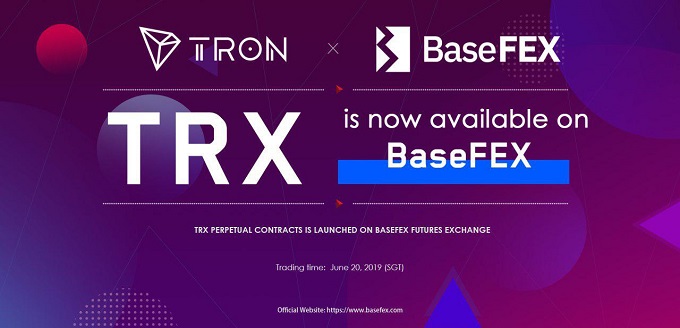 TRON × BaseFEX
TRX
is now available on
BaseFEX
TRX PERPETUAL CONTRACTS IS LAUNCHED ON BASEFEX FUTURES EXCHANGE
Trading time: June 20, 2019 (SGT)
Official Website: https://www.basefex.com